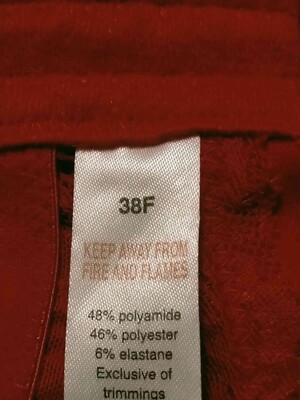 38F
KEEP AWAY FROM
FIRE AND FLAMES
48% polyamide
46% polyester
6% elastane
Exclusive of
trimmings